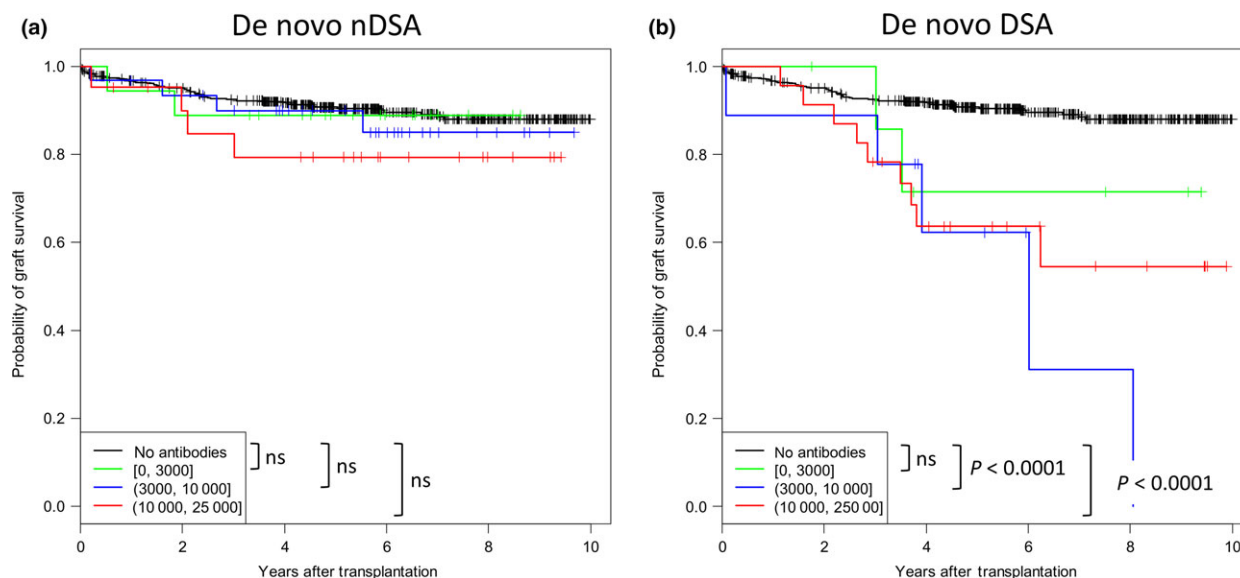 (a)
De novo nDSA
Probability of graft survival
1.0
0.8
0.6
0.4
0.2
0.0
No antibodies
[0, 3000]
(3000, 10 000]
(10 000, 25 000]
ns
ns
ns
0 2 4 6 8 10
Years after transplantation
(b)
De novo DSA
Probability of graft survival
1.0
0.8
0.6
0.4
0.2
0.0
No antibodies
[0, 3000]
(3000, 10 000]
(10 000, 250 00]
ns
P < 0.0001
P < 0.0001
0 2 4 6 8 10
Years after transplantation